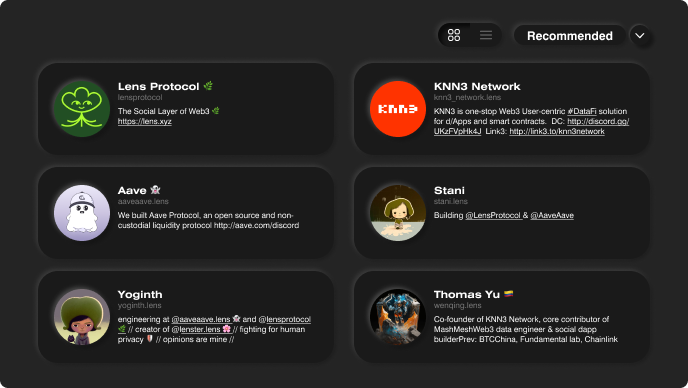 Recommended
Lens Protocol 🌿
lensprotocol
The Social Layer of Web3 🌿
https://lens.xyz
KNN3 Network
knn3_network.lens
KNN3 is one-stop Web3 User-centric #DataFi solution
for d/Apps and smart contracts.  DC: http://discord.gg/
UKzFVpHk4J  Link3: http://link3.to/knn3network
KNN3
Aave 👻
aaveaave.lens
We built Aave Protocol, an open source and non-
custodial liquidity protocol http://aave.com/discord
Stani
stani.lens
Building @LensProtocol & @AaveAave
Yoginth
yoginth.lens
engineering at @aaveaave.lens 👻 and @lensprotocol
🌿 // creator of @lenster.lens 🌸 // fighting for human
privacy 🛡️ // opinions are mine //
Thomas Yu 🇨🇴
wenqing.lens
Co-founder of KNN3 Network, core contributor of
MashMeshWeb3 data engineer & social dapp
builderPrev: BTCChina, Fundamental lab, Chainlink